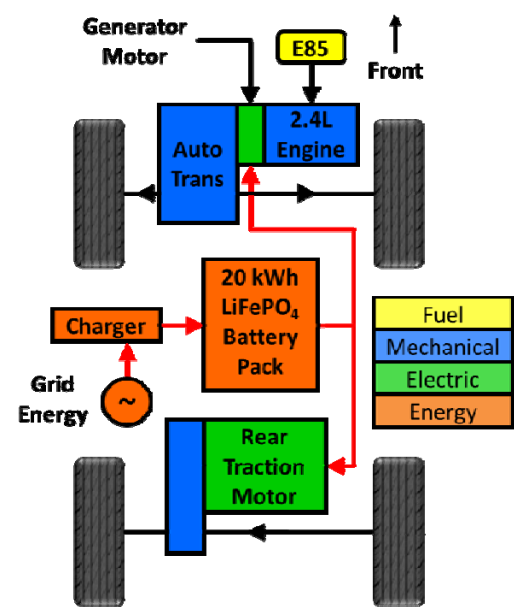 Generator
Motor
E85
Front
2.4L
Engine
Auto
Trans
20 kWh
LiFePO₄
Battery
Pack
Charger
Grid
Energy
~
Fuel
Mechanical
Electric
Energy
Rear
Traction
Motor